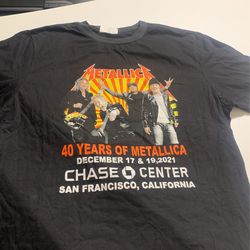 METALLICA
40 YEARS OF METALLICA
DECEMBER 17 & 19,2021
CHASE CENTER
SAN FRANCISCO, CALIFORNIA